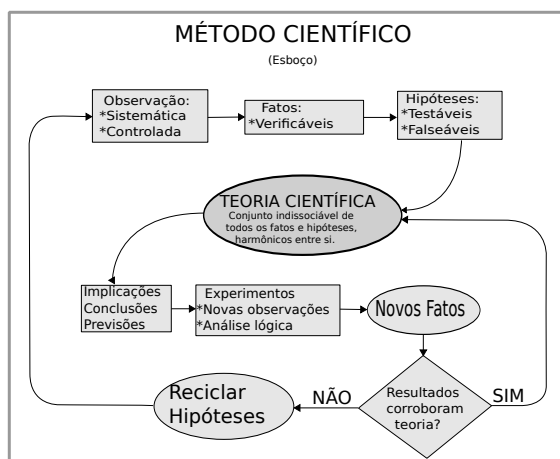 MÉTODO CIENTÍFICO
(Esboço)
Observação:
*Sistemática
*Controlada
Fatos:
*Verificáveis
Hipóteses:
*Testáveis
*Falseáveis
TEORIA CIENTÍFICA
Conjunto indissociável de
todos os fatos e hipóteses,
harmônicos entre si.
Implicações
Conclusões
Previsões
Experimentos
*Novas observações
*Análise lógica
Novos Fatos
Resultados
corroboram
teoria?
SIM
NÃO
Reciclar
Hipóteses